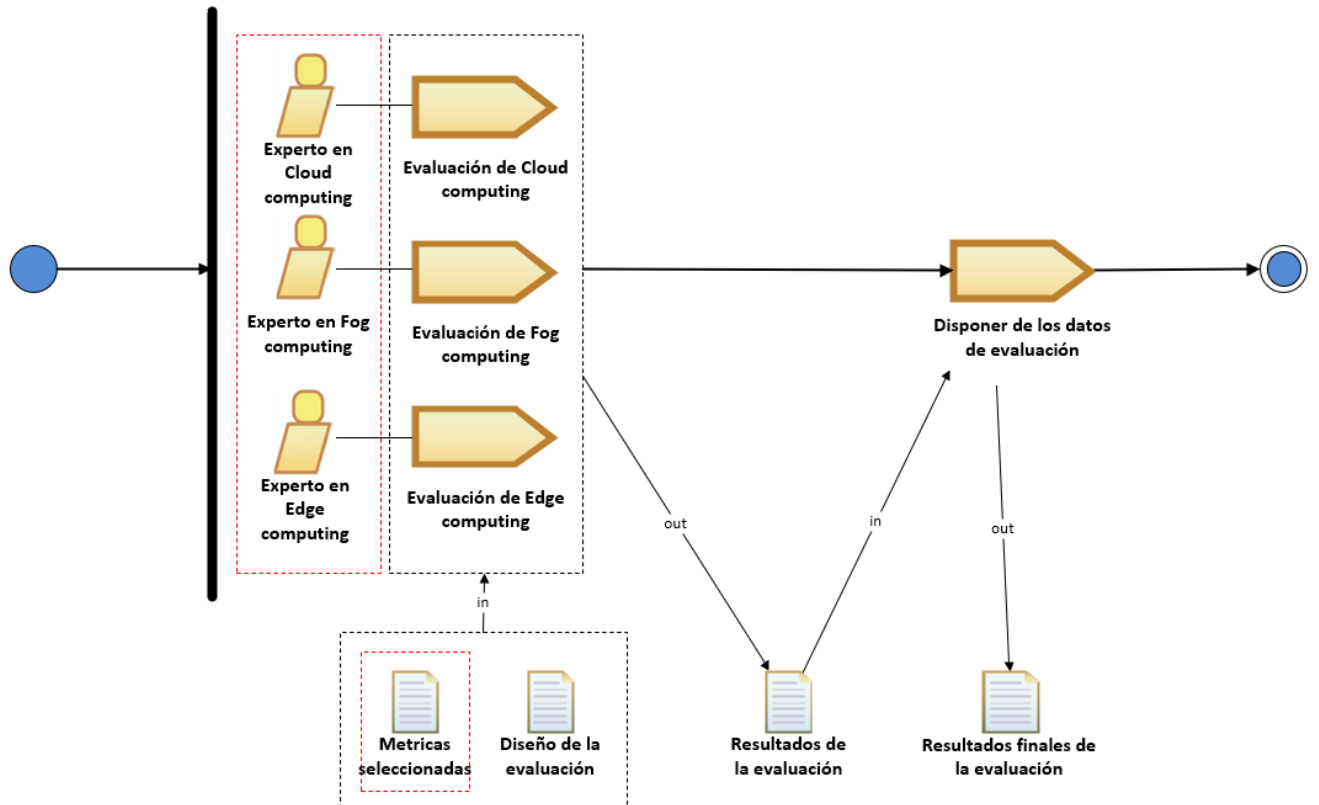 Experto en
Cloud
computing
Evaluación de Cloud
computing
Experto en Fog
computing
Evaluación de Fog
computing
Disponer de los datos
de evaluación
Experto en
Edge
computing
Evaluación de Edge
computing
out
in
out
in
Metricas
seleccionadas
Diseño de la
evaluación
Resultados de
la evaluación
Resultados finales de
la evaluación